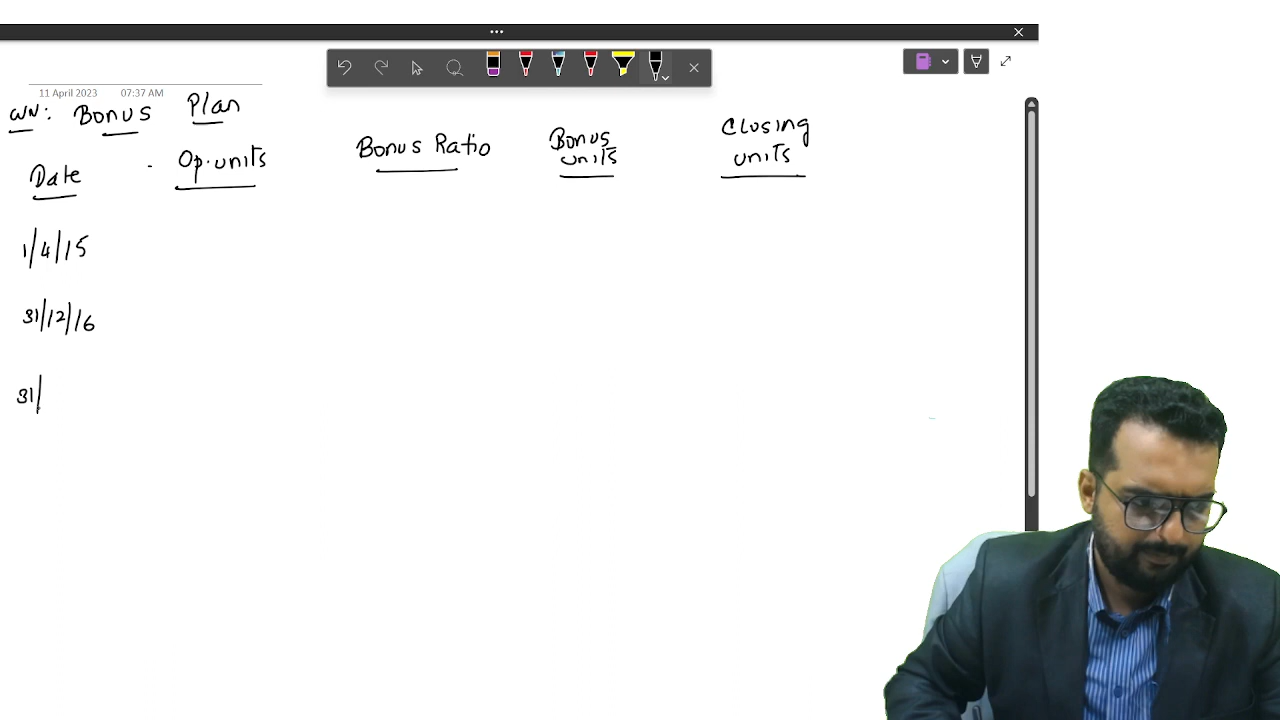 11 April 2023 07:37 AM
WN: Bonus Plan
Date Op. units Bonus Ratio Bonus units Closing units
1/4/15
31/12/16
31/